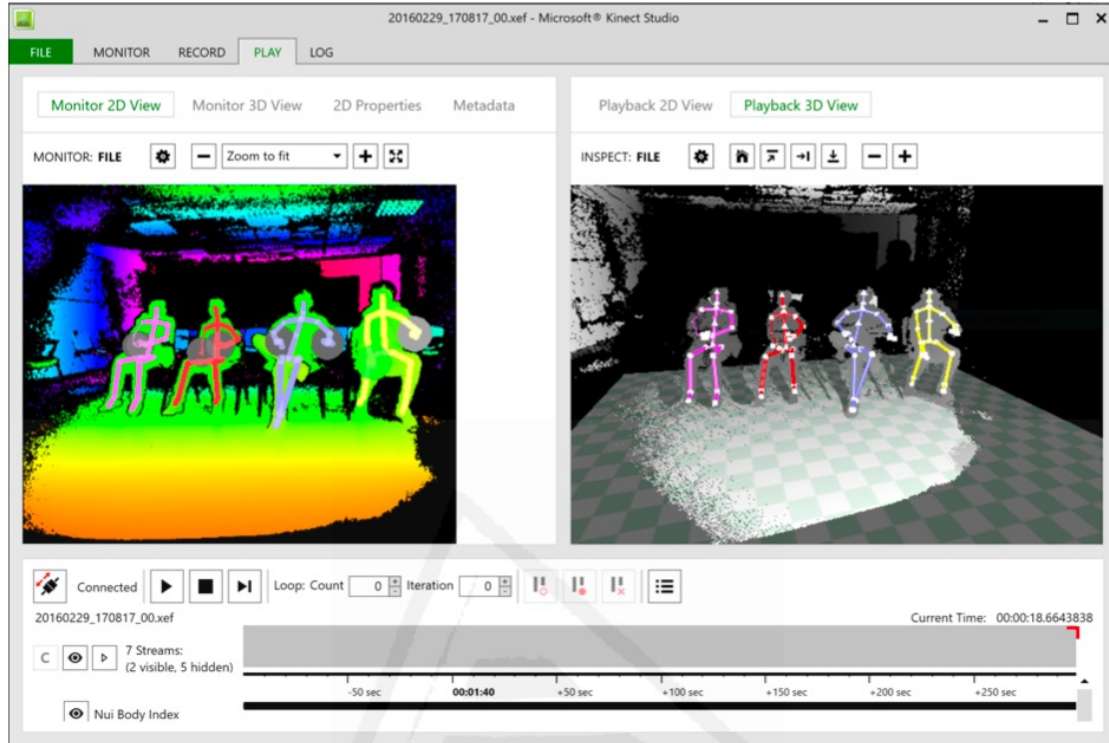 20160229_170817_00.xef - Microsoft® Kinect Studio
FILE MONITOR RECORD PLAY LOG
Monitor 2D View Monitor 3D View 2D Properties Metadata
Playback 2D View Playback 3D View
MONITOR: FILE Zoom to fit
INSPECT: FILE
Connected Loop: Count 0 Iteration 0
20160229_170817_00.xef Current Time: 00:00:18.6643838
C 7 Streams:
(2 visible, 5 hidden)
-50 sec 00:01:40 +50 sec +100 sec +150 sec +200 sec +250 sec
Nui Body Index